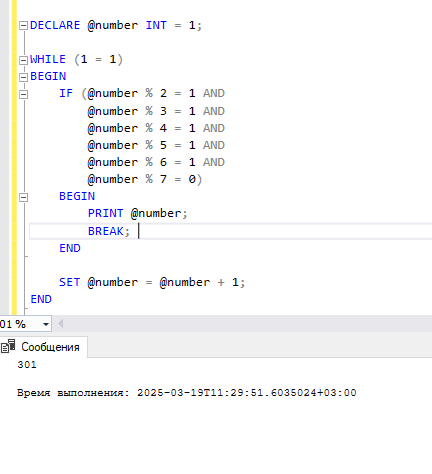 DECLARE @number INT = 1;
WHILE (1 = 1)
BEGIN
IF (@number % 2 = 1 AND
@number % 3 = 1 AND
@number % 4 = 1 AND
@number % 5 = 1 AND
@number % 6 = 1 AND
@number % 7 = 0)
BEGIN
PRINT @number;
BREAK;
END
SET @number = @number + 1;
END
01 %
Сообщения
301
Время выполнения: 2025-03-19T11:29:51.6035024+03:00